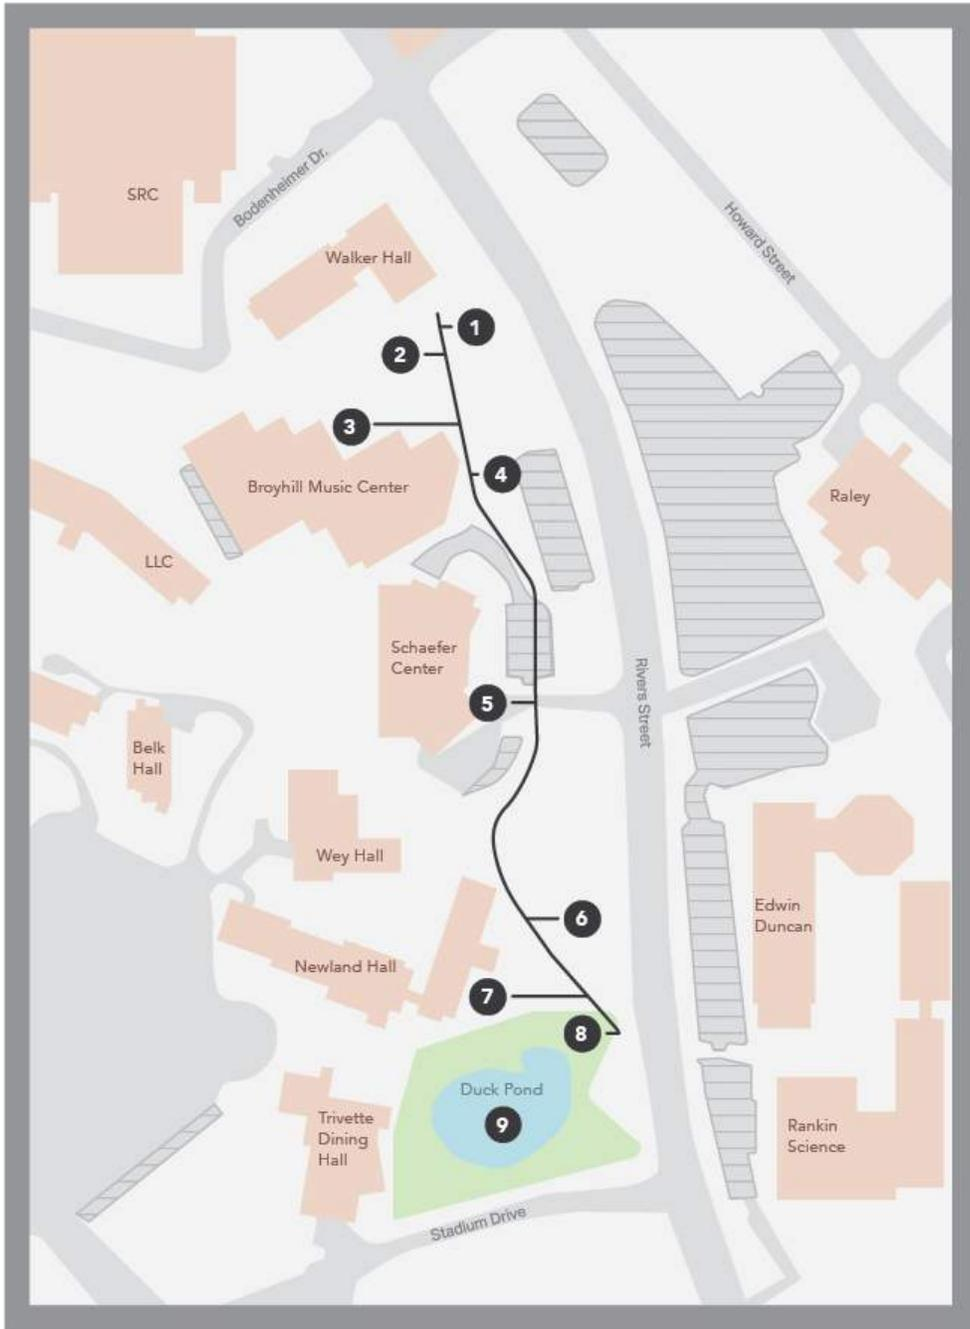 SRC
Bodenheimer Dr.
Walker Hall
Howard Street
1
2
3
4
Broyhill Music Center
Raley
LLC
Schaefer
Center
Rivers Street
5
Belk
Hall
Wey Hall
Edwin
Duncan
6
Newland Hall
7
8
Duck Pond
9
Trivette
Dining
Hall
Rankin
Science
Stadium Drive